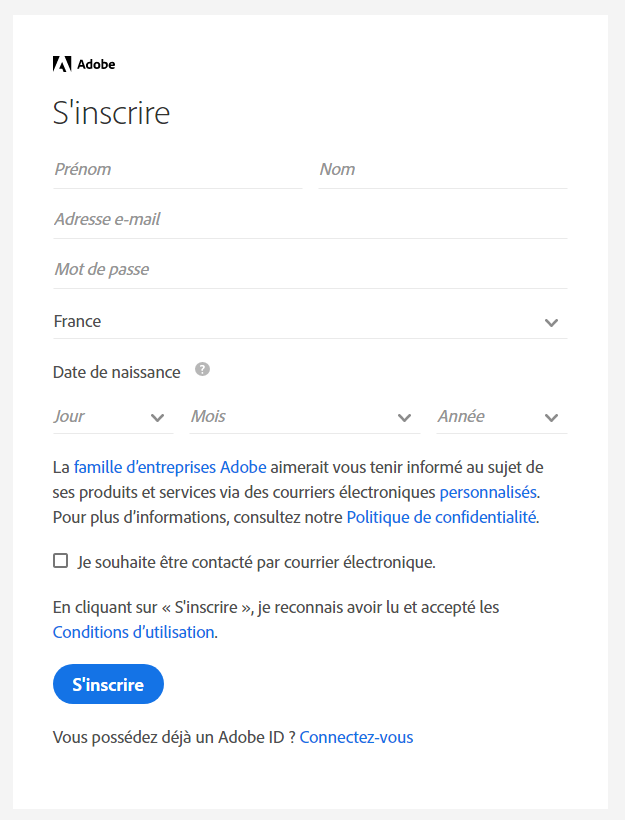 Adobe
S'inscrire
Prénom Nom
Adresse e-mail
Mot de passe
France
Date de naissance ?
Jour Mois Année
La famille d’entreprises Adobe aimerait vous tenir informé au sujet de
ses produits et services via des courriers électroniques personnalisés.
Pour plus d’informations, consultez notre Politique de confidentialité.
Je souhaite être contacté par courrier électronique.
En cliquant sur « S'inscrire », je reconnais avoir lu et accepté les
Conditions d’utilisation.
S'inscrire
Vous possédez déjà un Adobe ID ? Connectez-vous